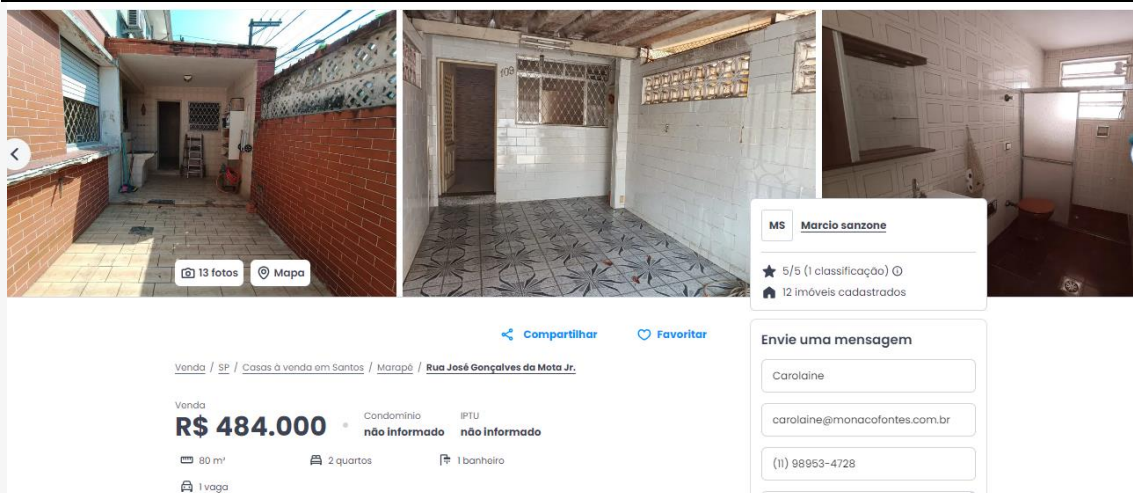 109
13 fotos
Mapa
MS Marcio sanzone
5/5 (1 classificação)
12 imóveis cadastrados
Compartilhar
Favoritar
Venda / SP / Casas à venda em Santos / Marapé / Rua José Gonçalves da Mota Jr.
Venda
R$ 484.000
Condomínio
não informado
IPTU
não informado
80 m²
2 quartos
1 banheiro
1 vaga
Envie uma mensagem
Carolaine
carolaine@monacofontes.com.br
(11) 98953-4728